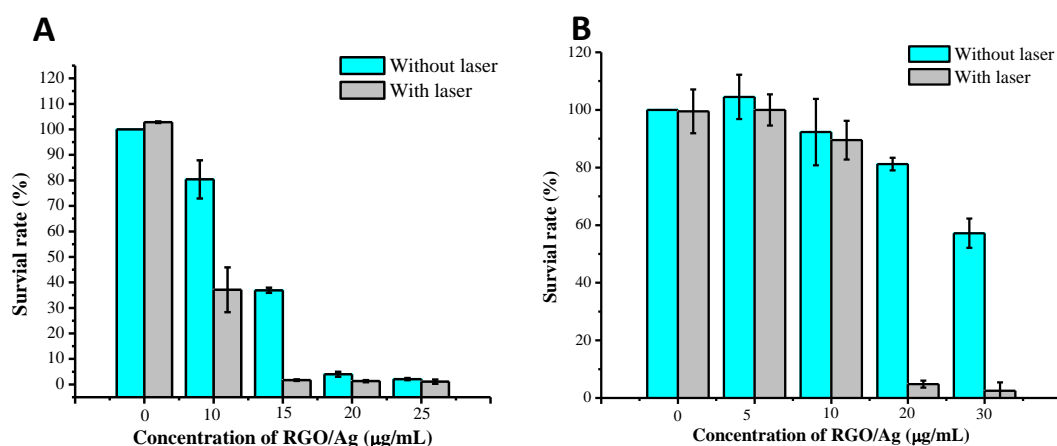 A
Without laser
With laser
120
110
100
90
80
70
60
50
40
30
20
10
0
Survial rate (%)
0 10 15 20 25
Concentration of RGO/Ag (μg/mL)
B
Without laser
With laser
120
100
80
60
40
20
0
Survial rate (%)
0 5 10 20 30
Concentration of RGO/Ag (μg/mL)